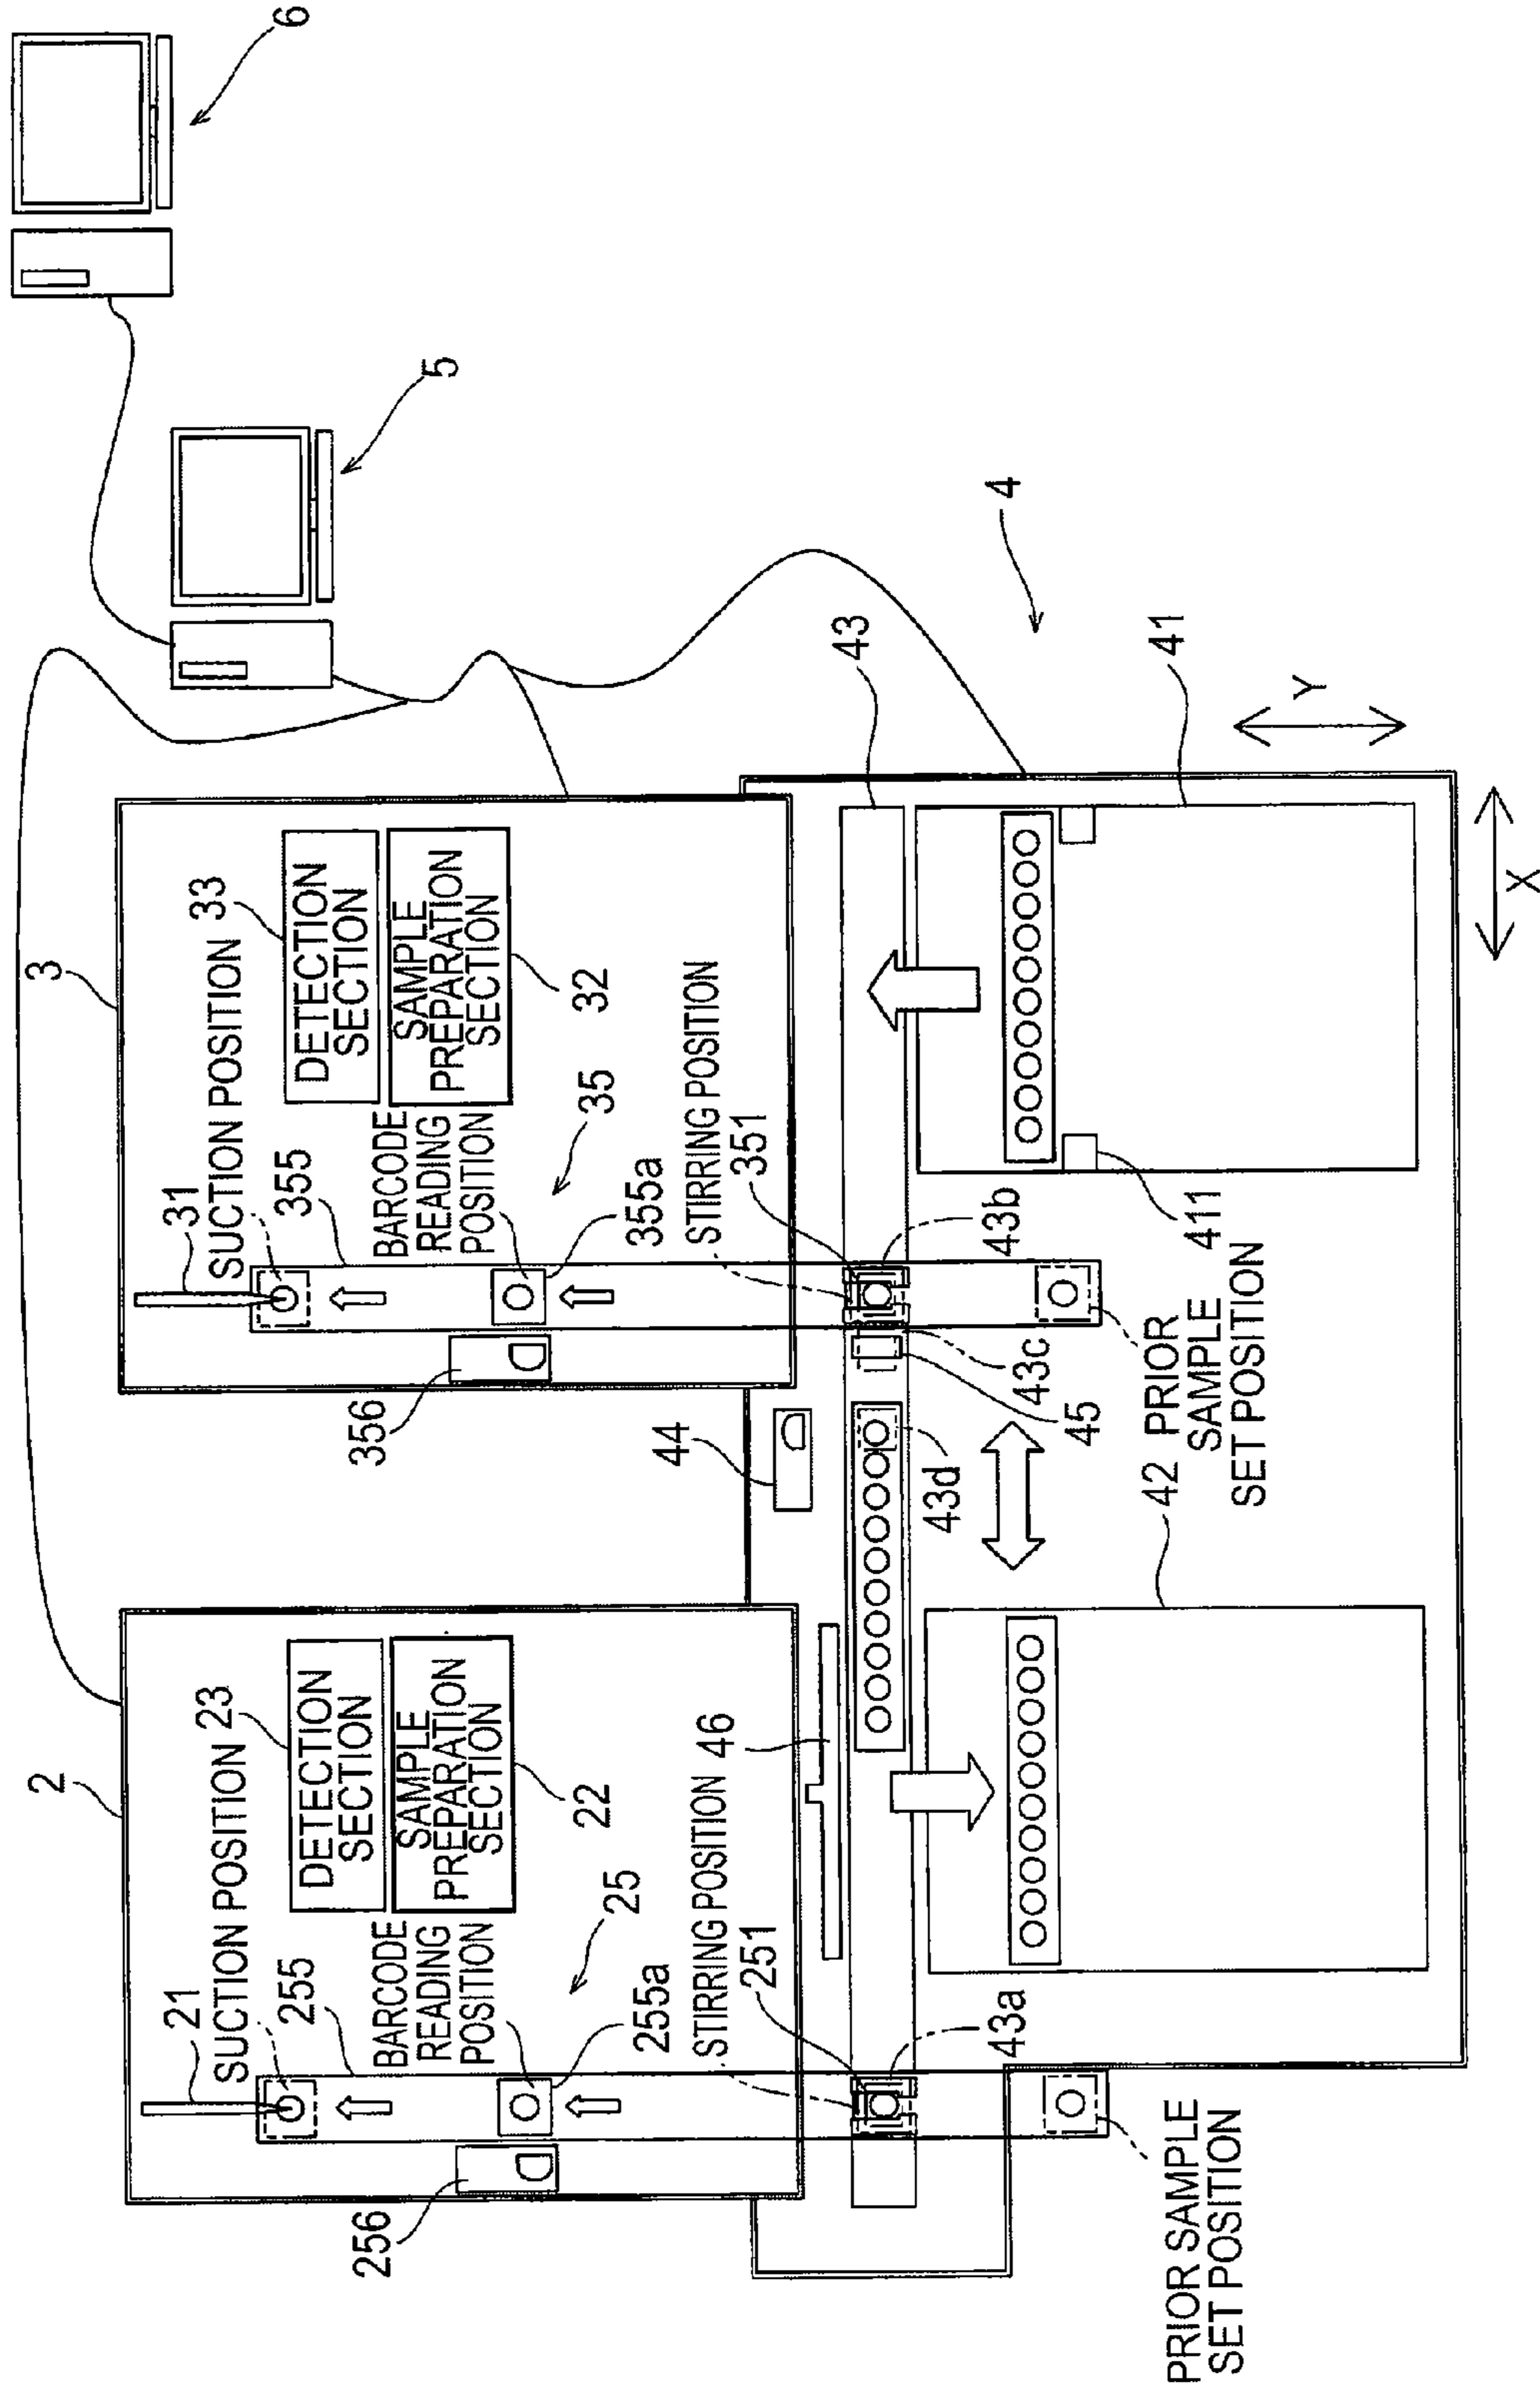 6
5
4
3
33
SUCTION POSITION
31
355
DETECTION
SECTION
SAMPLE
PREPARATION
SECTION
32
BARCODE
READING
POSITION
35
355a
STIRRING POSITION
351
356
43
41
Y
X
43b
43c
45
411
PRIOR
SAMPLE
SET POSITION
44
43d
42
2
23
SUCTION POSITION
21
255
DETECTION
SECTION
SAMPLE
PREPARATION
SECTION
22
BARCODE
READING
POSITION
25
255a
STIRRING POSITION
46
251
43a
256
PRIOR SAMPLE
SET POSITION